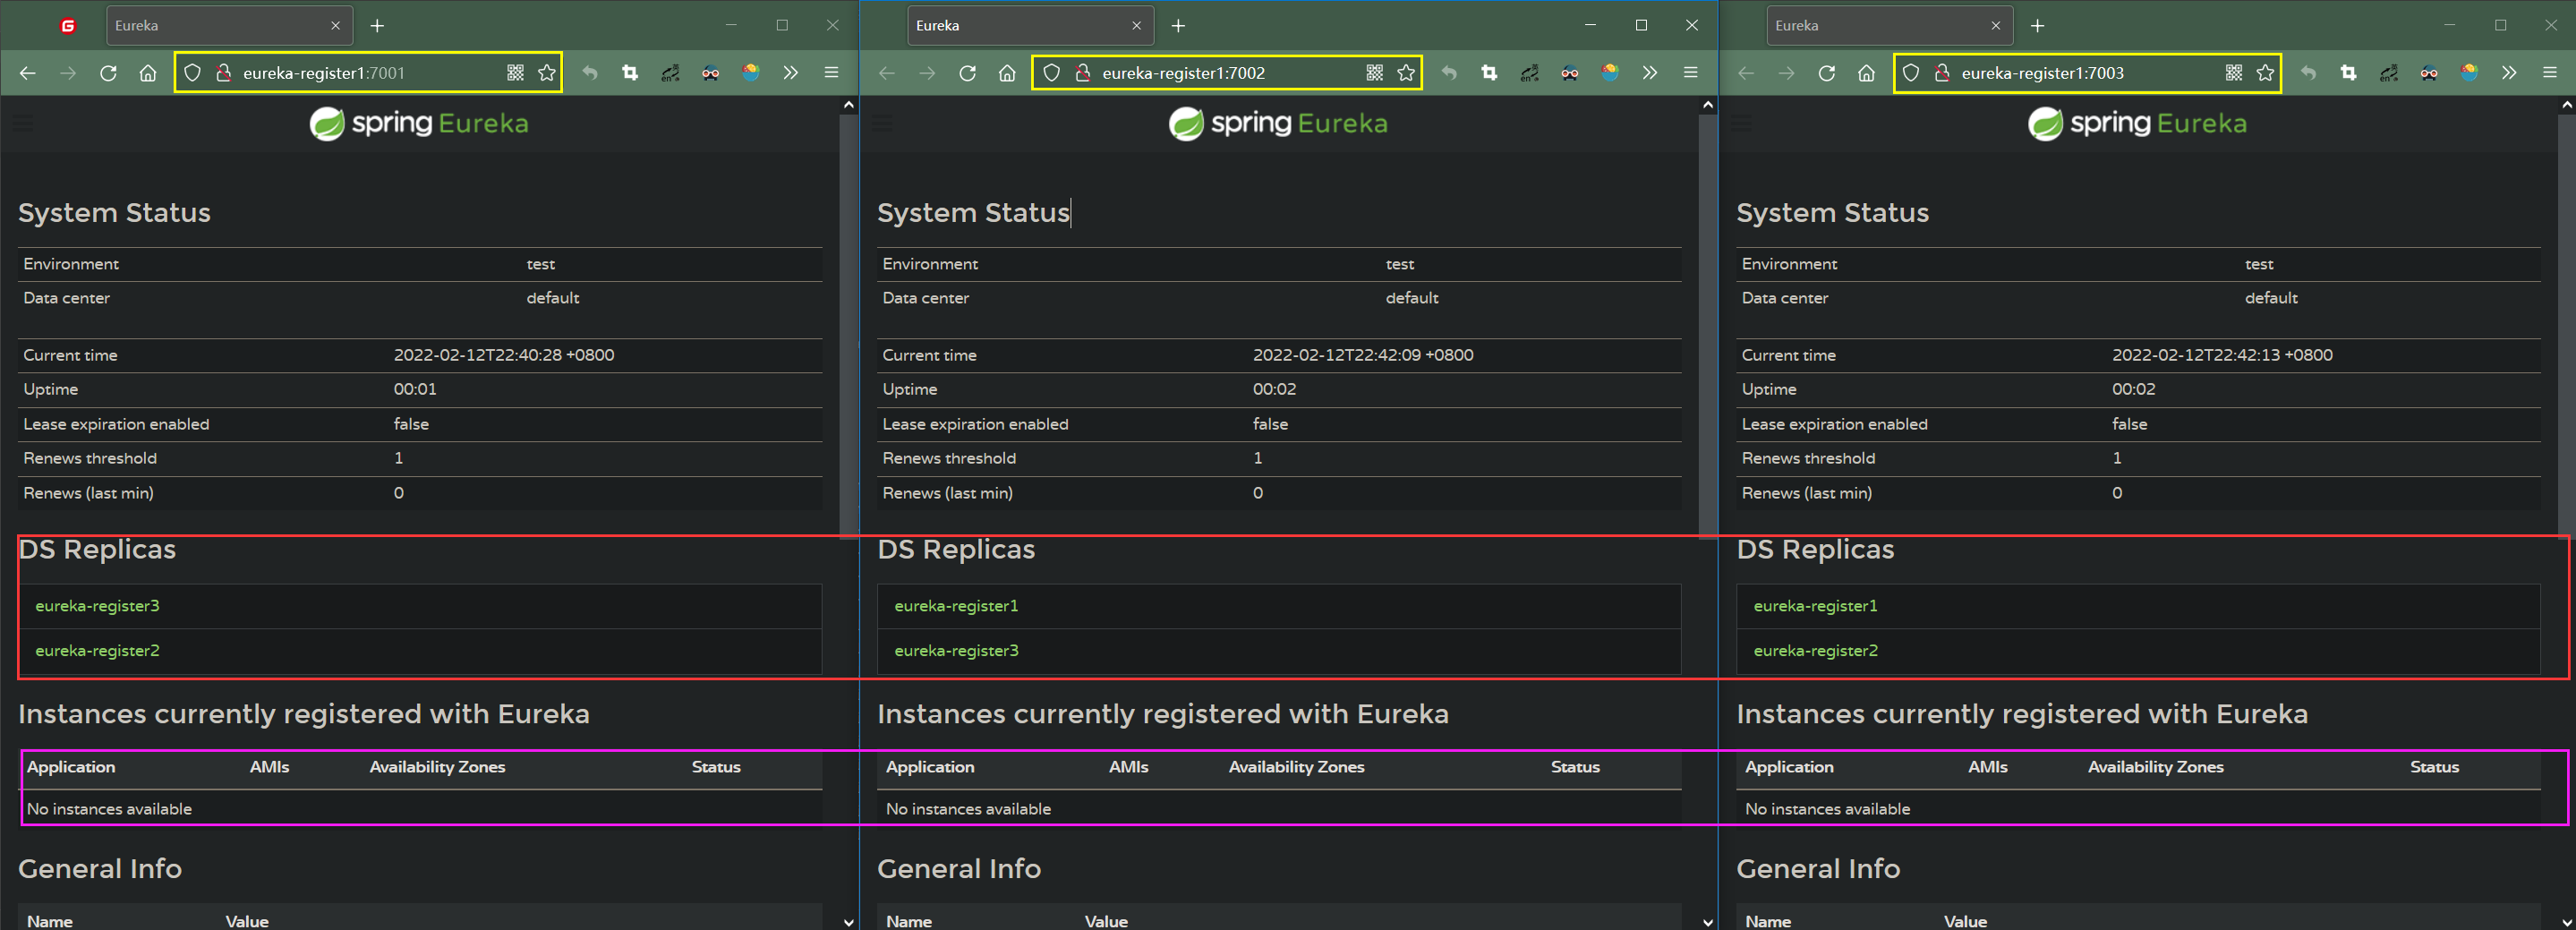 Eureka
eureka-register1:7001
spring Eureka
System Status
Environment test
Data center default
Current time 2022-02-12T22:40:28 +0800
Uptime 00:01
Lease expiration enabled false
Renews threshold 1
Renews (last min) 0
DS Replicas
eureka-register3
eureka-register2
Instances currently registered with Eureka
Application AMIs Availability Zones Status
No instances available
General Info
Name Value
Eureka
eureka-register1:7002
spring Eureka
System Status
Environment test
Data center default
Current time 2022-02-12T22:42:09 +0800
Uptime 00:02
Lease expiration enabled false
Renews threshold 1
Renews (last min) 0
DS Replicas
eureka-register1
eureka-register3
Instances currently registered with Eureka
Application AMIs Availability Zones Status
No instances available
General Info
Name Value
Eureka
eureka-register1:7003
spring Eureka
System Status
Environment test
Data center default
Current time 2022-02-12T22:42:13 +0800
Uptime 00:02
Lease expiration enabled false
Renews threshold 1
Renews (last min) 0
DS Replicas
eureka-register1
eureka-register2
Instances currently registered with Eureka
Application AMIs Availability Zones Status
No instances available
General Info
Name Value